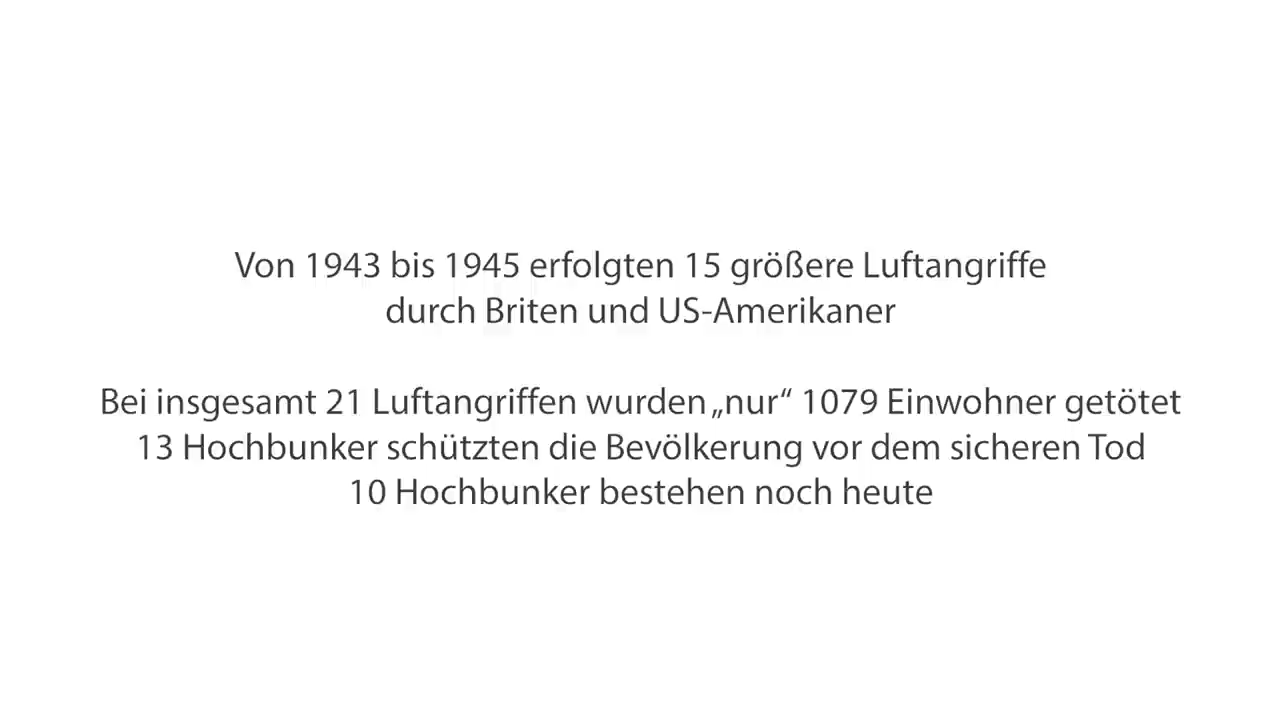 Von 1943 bis 1945 erfolgten 15 größere Luftangriffe
durch Briten und US-Amerikaner
Bei insgesamt 21 Luftangriffen wurden „nur“ 1079 Einwohner getötet
13 Hochbunker schützten die Bevölkerung vor dem sicheren Tod
10 Hochbunker bestehen noch heute